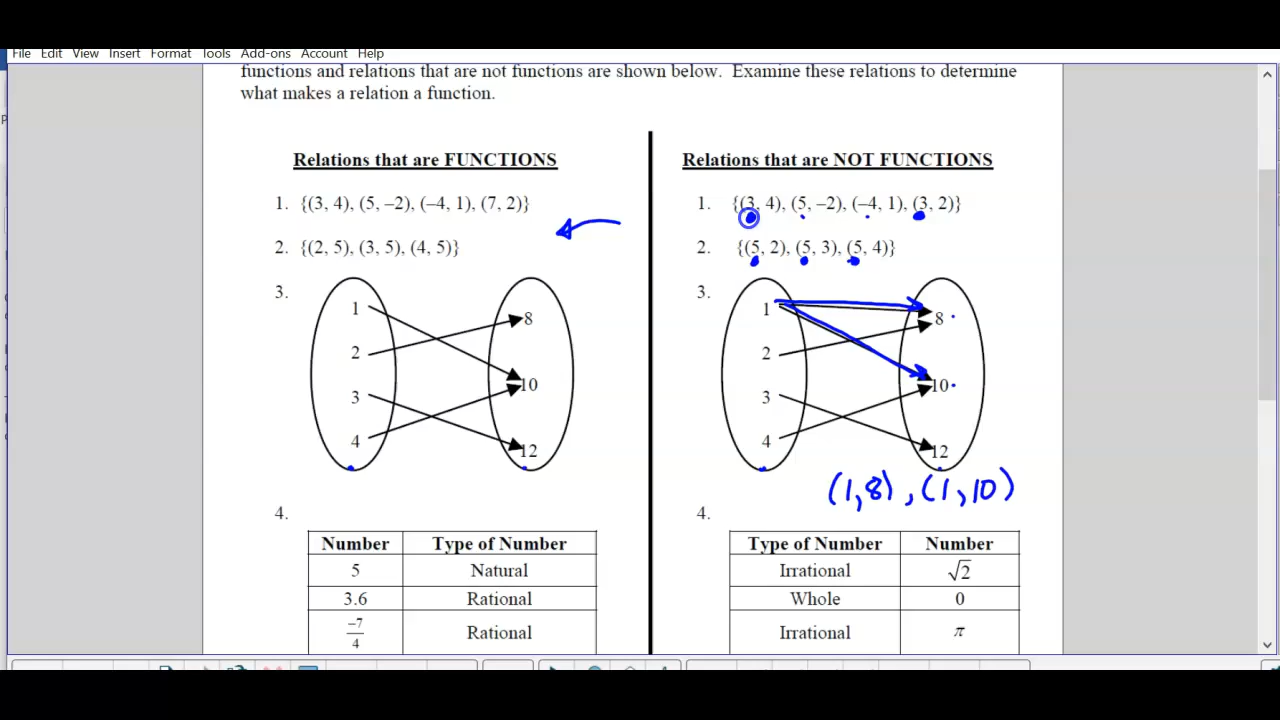 File Edit View Insert Format Tools Add-ons Account Help
functions and relations that are not functions are shown below. Examine these relations to determine
what makes a relation a function.
Relations that are FUNCTIONS
1. {(3, 4), (5, –2), (–4, 1), (7, 2)}
2. {(2, 5), (3, 5), (4, 5)}
3.
1
2
3
4
8
10
12
4.
Number Type of Number
5 Natural
3.6 Rational
–7/4 Rational
Relations that are NOT FUNCTIONS
1. {(3, 4), (5, –2), (–4, 1), (3, 2)}
2. {(5, 2), (5, 3), (5, 4)}
3.
1
2
3
4
8
10
12
(1,8), (1,10)
4.
Type of Number Number
Irrational √2
Whole 0
Irrational π